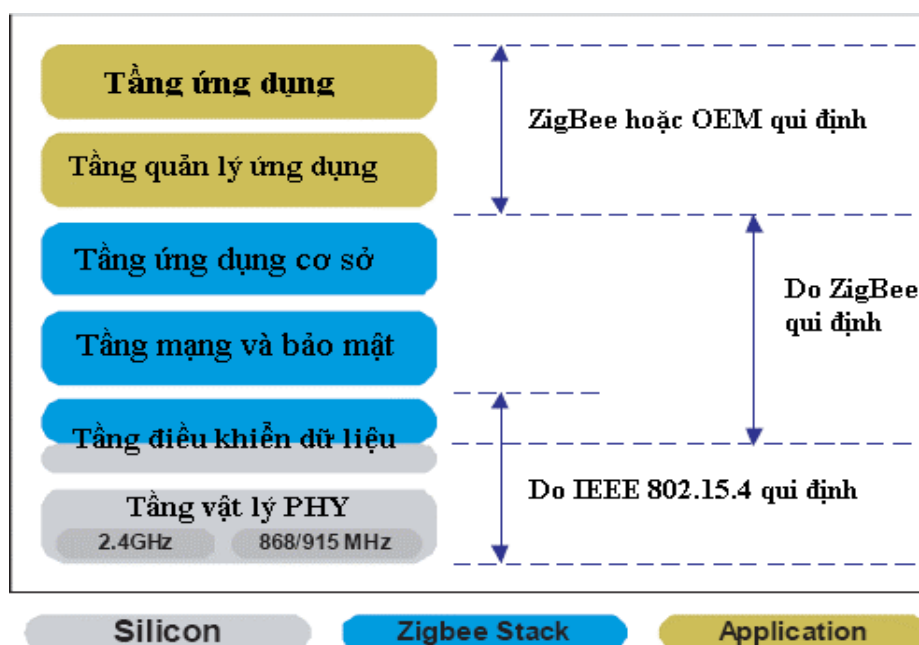 Tầng ứng dụng
ZigBee hoặc OEM qui định
Tầng quản lý ứng dụng
Tầng ứng dụng cơ sở
Do ZigBee
qui định
Tầng mạng và bảo mật
Tầng điều khiễn dữ liệu
Do IEEE 802.15.4 qui định
Tầng vật lý PHY
2.4GHz
868/915 MHz
Silicon
Zigbee Stack
Application